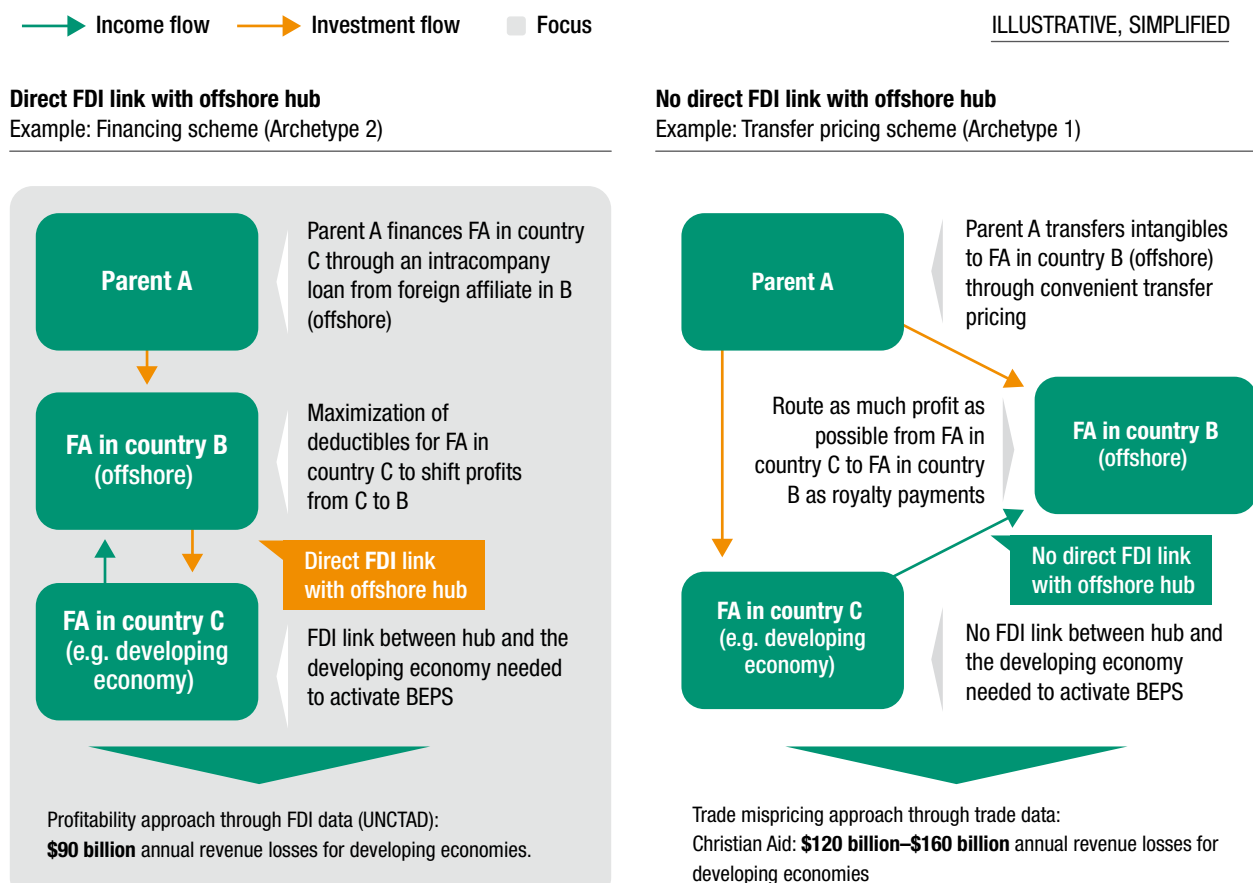 Income flow
Investment flow
Focus
ILLUSTRATIVE, SIMPLIFIED
Direct FDI link with offshore hub
Example: Financing scheme (Archetype 2)
Parent A
Parent A finances FA in country
C through an intracompany
loan from foreign affiliate in B
(offshore)
FA in country B
(offshore)
Maximization of
deductibles for FA in
country C to shift profits
from C to B
Direct FDI link
with offshore hub
FA in country C
(e.g. developing
economy)
FDI link between hub and the
developing economy needed
to activate BEPS
Profitability approach through FDI data (UNCTAD):
$90 billion annual revenue losses for developing economies.
No direct FDI link with offshore hub
Example: Transfer pricing scheme (Archetype 1)
Parent A
Parent A transfers intangibles
to FA in country B (offshore)
through convenient transfer
pricing
Route as much profit as
possible from FA in
country C to FA in country
B as royalty payments
FA in country B
(offshore)
No direct FDI link
with offshore hub
FA in country C
(e.g. developing
economy)
No FDI link between hub and
the developing economy
needed to activate BEPS
Trade mispricing approach through trade data:
Christian Aid: $120 billion–$160 billion annual revenue losses for
developing economies